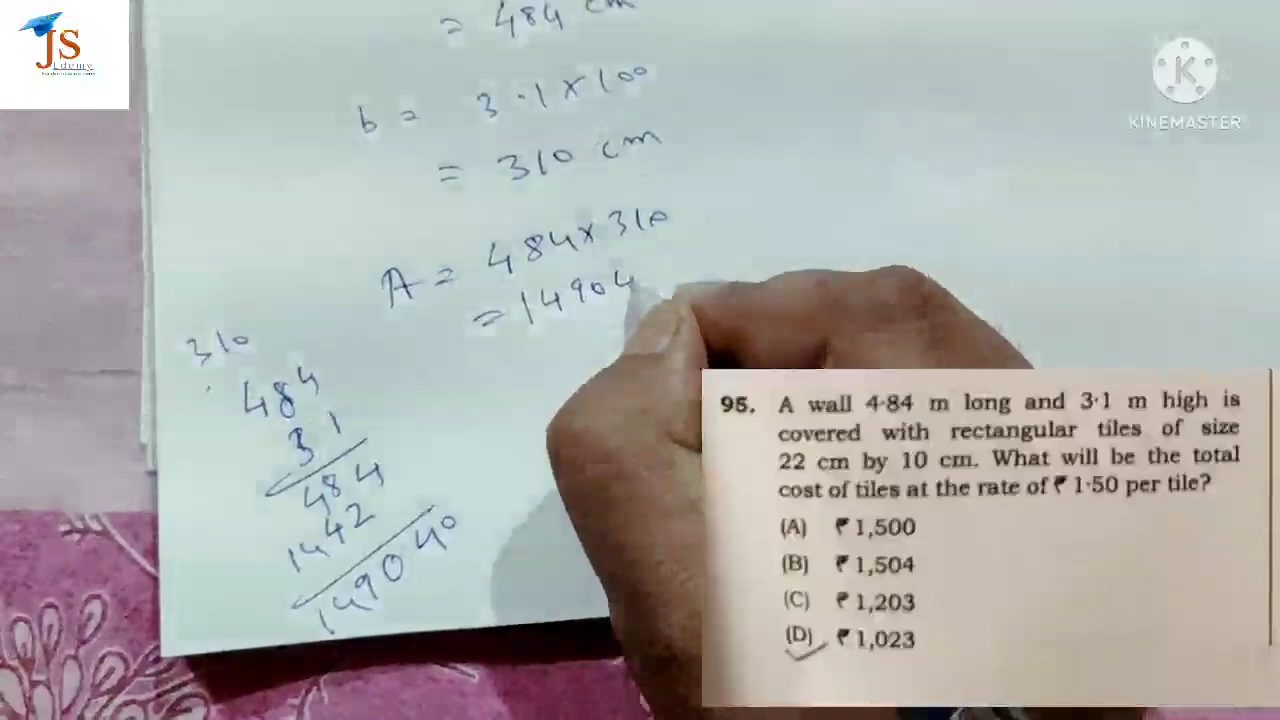 JS
Edemy
K
KINEMASTER
= 484 cm
b = 3.1 x 100
= 310 cm
A = 484 x 310
= 14904
310
484
31
484
1442
149040
95. A wall 4·84 m long and 3·1 m high is
covered with rectangular tiles of size
22 cm by 10 cm. What will be the total
cost of tiles at the rate of ₹ 1·50 per tile?
(A) ₹ 1,500
(B) ₹ 1,504
(C) ₹ 1,203
(D) ₹ 1,023